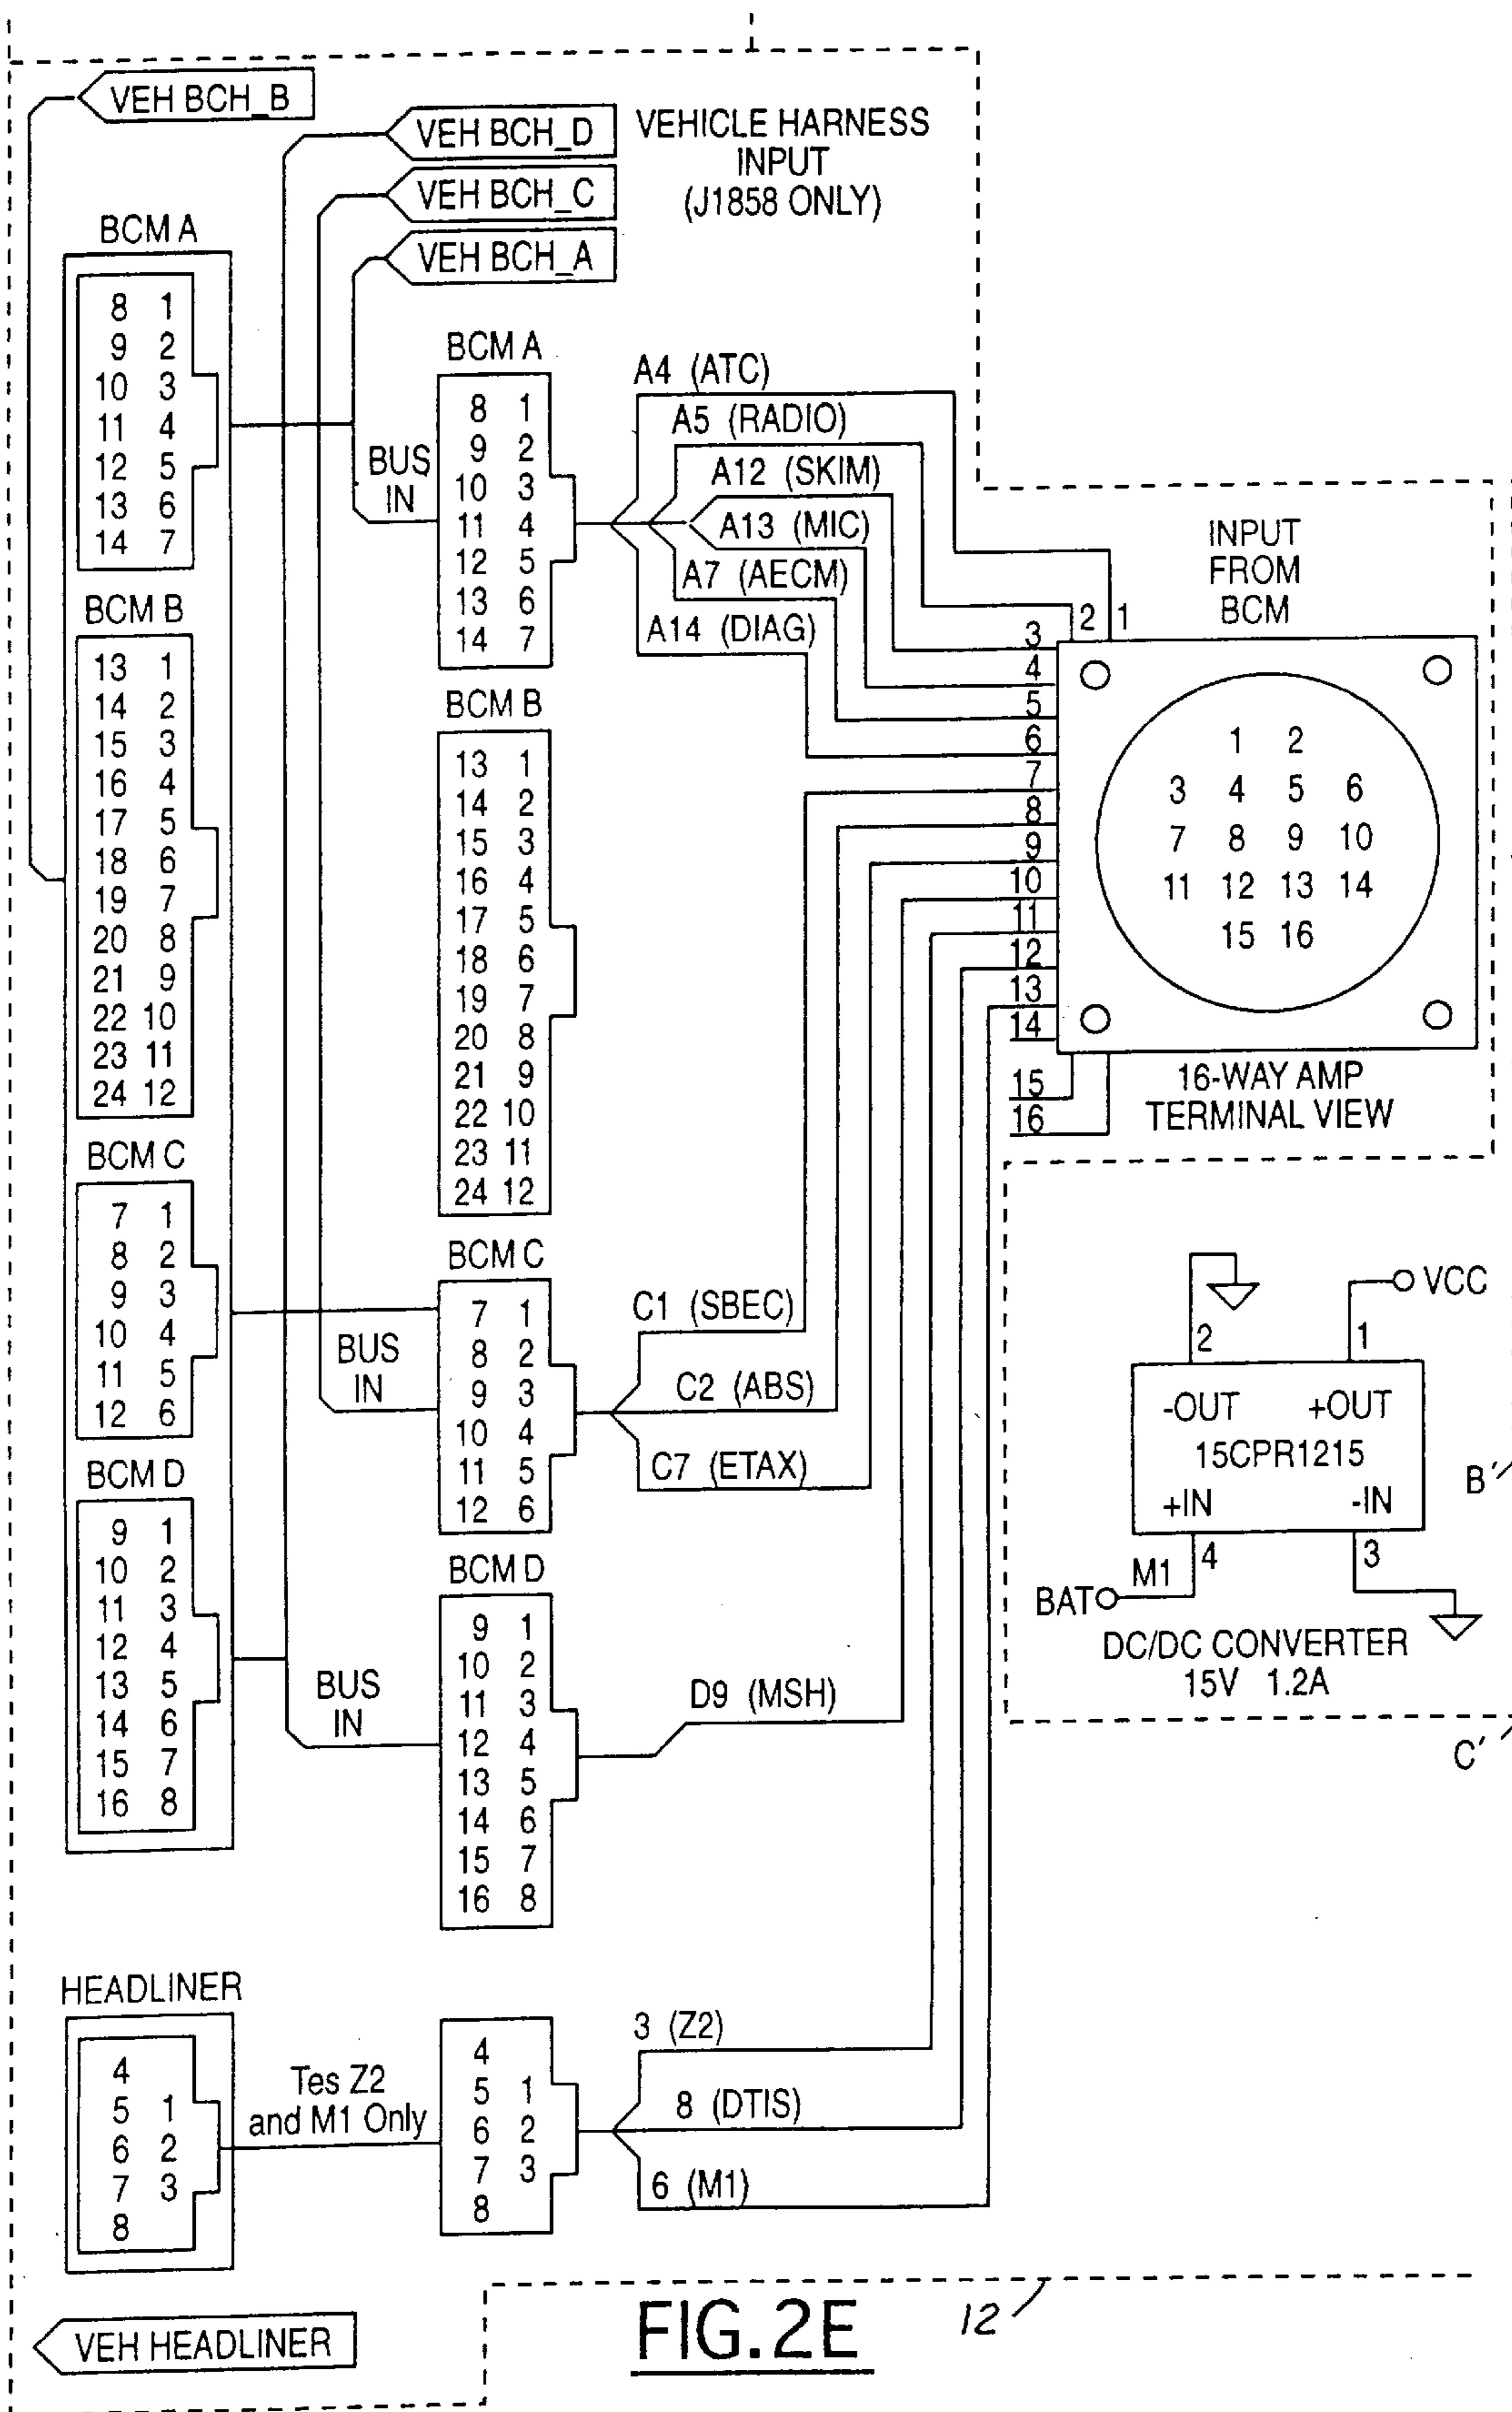 VEH BCH_B
VEH BCH_D
VEH BCH_C
VEH BCH_A
VEHICLE HARNESS
INPUT
(J1858 ONLY)
BCM A
8 1
9 2
10 3
11 4
12 5
13 6
14 7
BCM B
13 1
14 2
15 3
16 4
17 5
18 6
19 7
20 8
21 9
22 10
23 11
24 12
BCM C
7 1
8 2
9 3
10 4
11 5
12 6
BCM D
9 1
10 2
11 3
12 4
13 5
14 6
15 7
16 8
HEADLINER
4
5 1
6 2
7 3
8
Tes Z2
and M1 Only
VEH HEADLINER
BUS
IN
BCM A
8 1
9 2
10 3
11 4
12 5
13 6
14 7
BCM B
13 1
14 2
15 3
16 4
17 5
18 6
19 7
20 8
21 9
22 10
23 11
24 12
BUS
IN
BCM C
7 1
8 2
9 3
10 4
11 5
12 6
BUS
IN
BCM D
9 1
10 2
11 3
12 4
13 5
14 6
15 7
16 8
4
5 1
6 2
7 3
8
A4 (ATC)
A5 (RADIO)
A12 (SKIM)
A13 (MIC)
A7 (AECM)
A14 (DIAG)
C1 (SBEC)
C2 (ABS)
C7 (ETAX)
D9 (MSH)
3 (Z2)
8 (DTIS)
6 (M1)
INPUT
FROM
BCM
2 1
3
4
5
6
7
8
9
10
11
12
13
14
15
16
1 2
3 4 5 6
7 8 9 10
11 12 13 14
15 16
16-WAY AMP
TERMINAL VIEW
VCC
2 1
-OUT +OUT
15CPR1215
+IN -IN
4 3
M1
BAT
DC/DC CONVERTER
15V 1.2A
B'
C'
12
FIG.2E